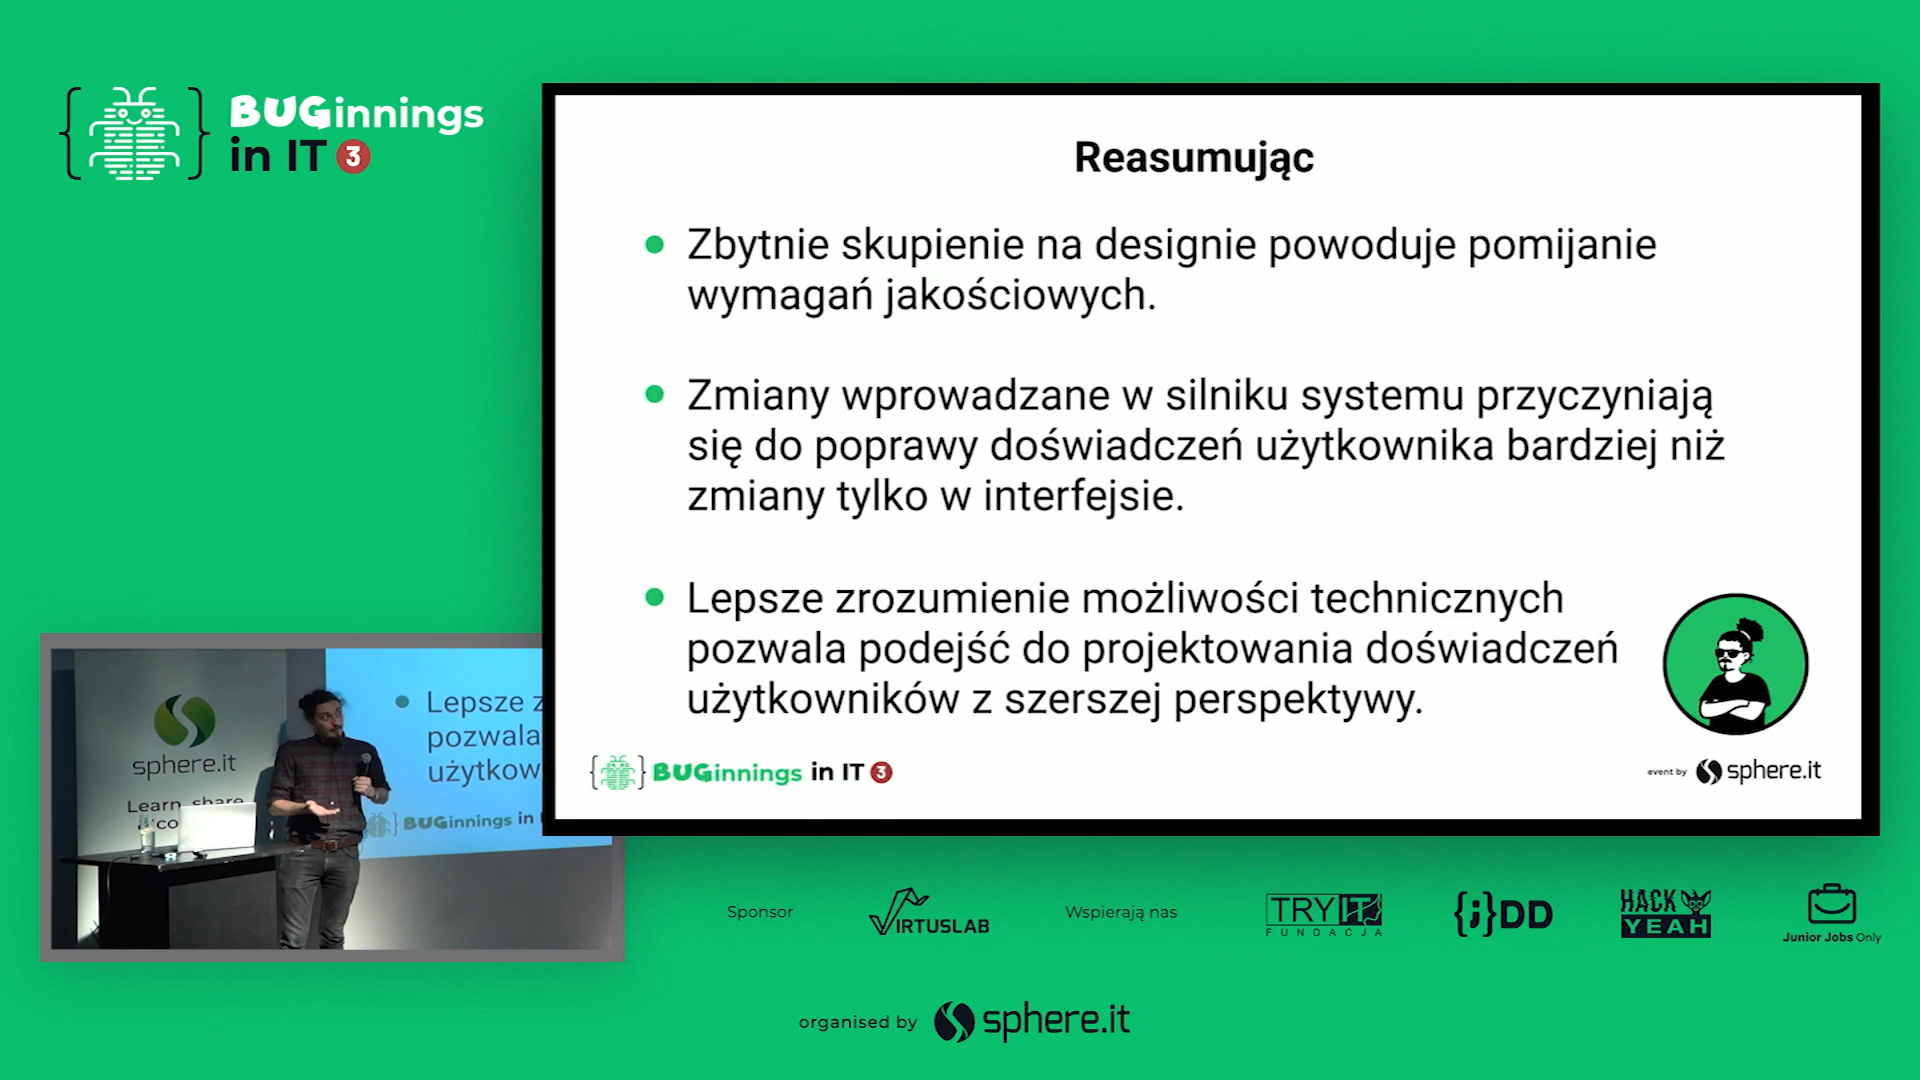 BUGinnings
in IT 3
Reasumując
Zbytnie skupienie na designie powoduje pomijanie
wymagań jakościowych.
Zmiany wprowadzane w silniku systemu przyczyniają
się do poprawy doświadczeń użytkownika bardziej niż
zmiany tylko w interfejsie.
Lepsze zrozumienie możliwości technicznych
pozwala podejść do projektowania doświadczeń
użytkowników z szerszej perspektywy.
BUGinnings in IT 3
event by sphere.it
sphere.it
Learn, share
Lepsze z
pozwala
użytkow
BUGinnings in
Sponsor
VIRTUSLAB
Wspierają nas
TRY IT
FUNDACJA
{;}DD
HACK
YEAH
Junior Jobs Only
organised by sphere.it